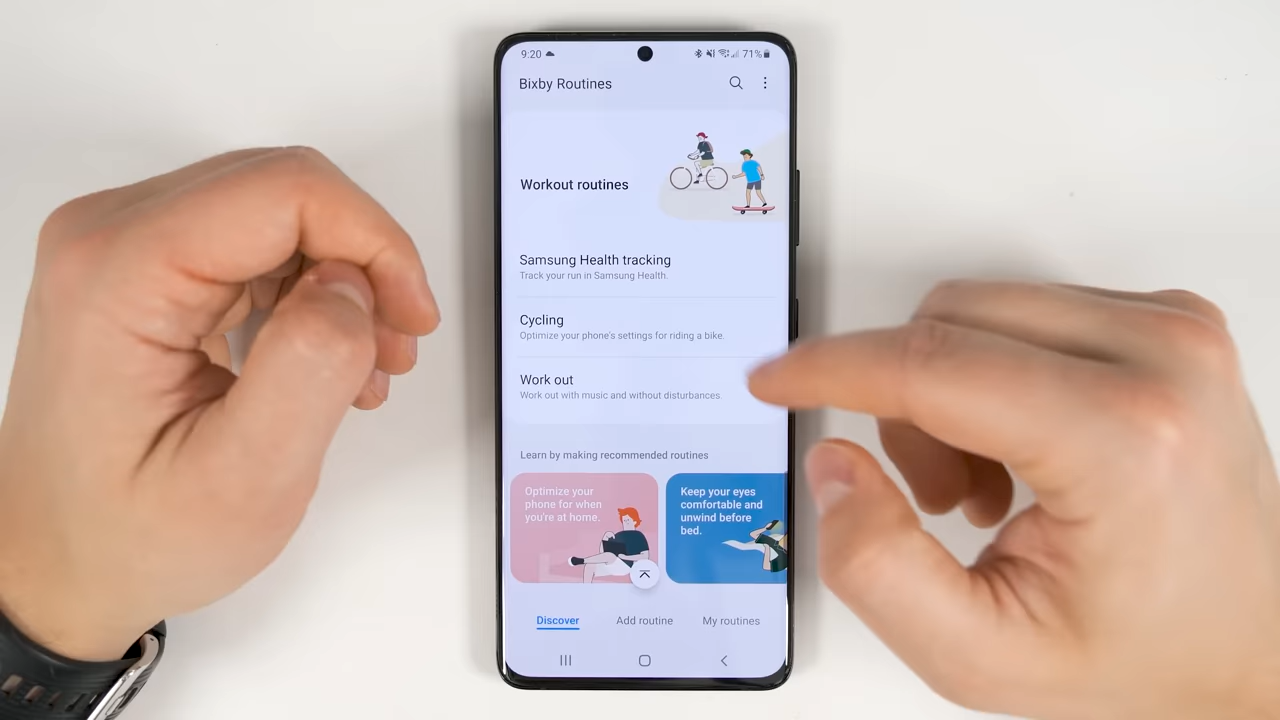 9:20
71%
Bixby Routines
Workout routines
Samsung Health tracking
Track your run in Samsung Health.
Cycling
Optimize your phone's settings for riding a bike.
Work out
Work out with music and without disturbances.
Learn by making recommended routines
Optimize your
phone for when
you're at home.
Keep your eyes
comfortable and
unwind before
bed.
Discover
Add routine
My routines